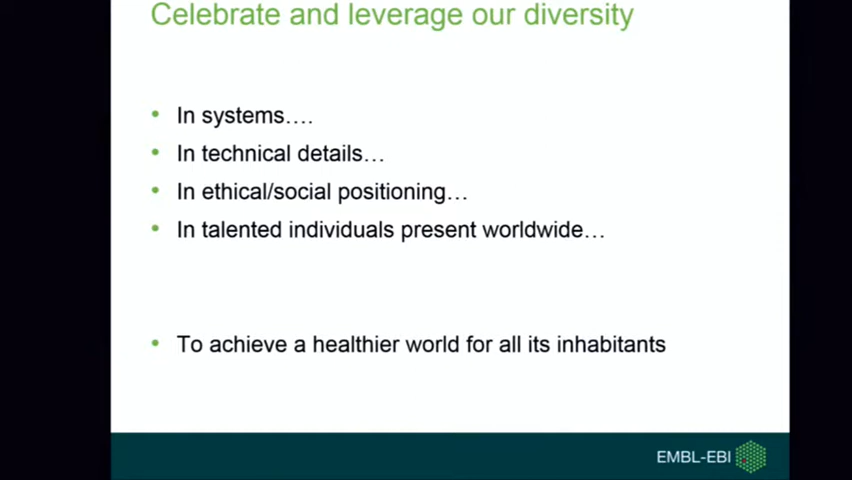 Celebrate and leverage our diversity
• In systems….
• In technical details…
• In ethical/social positioning…
• In talented individuals present worldwide…
• To achieve a healthier world for all its inhabitants
EMBL-EBI